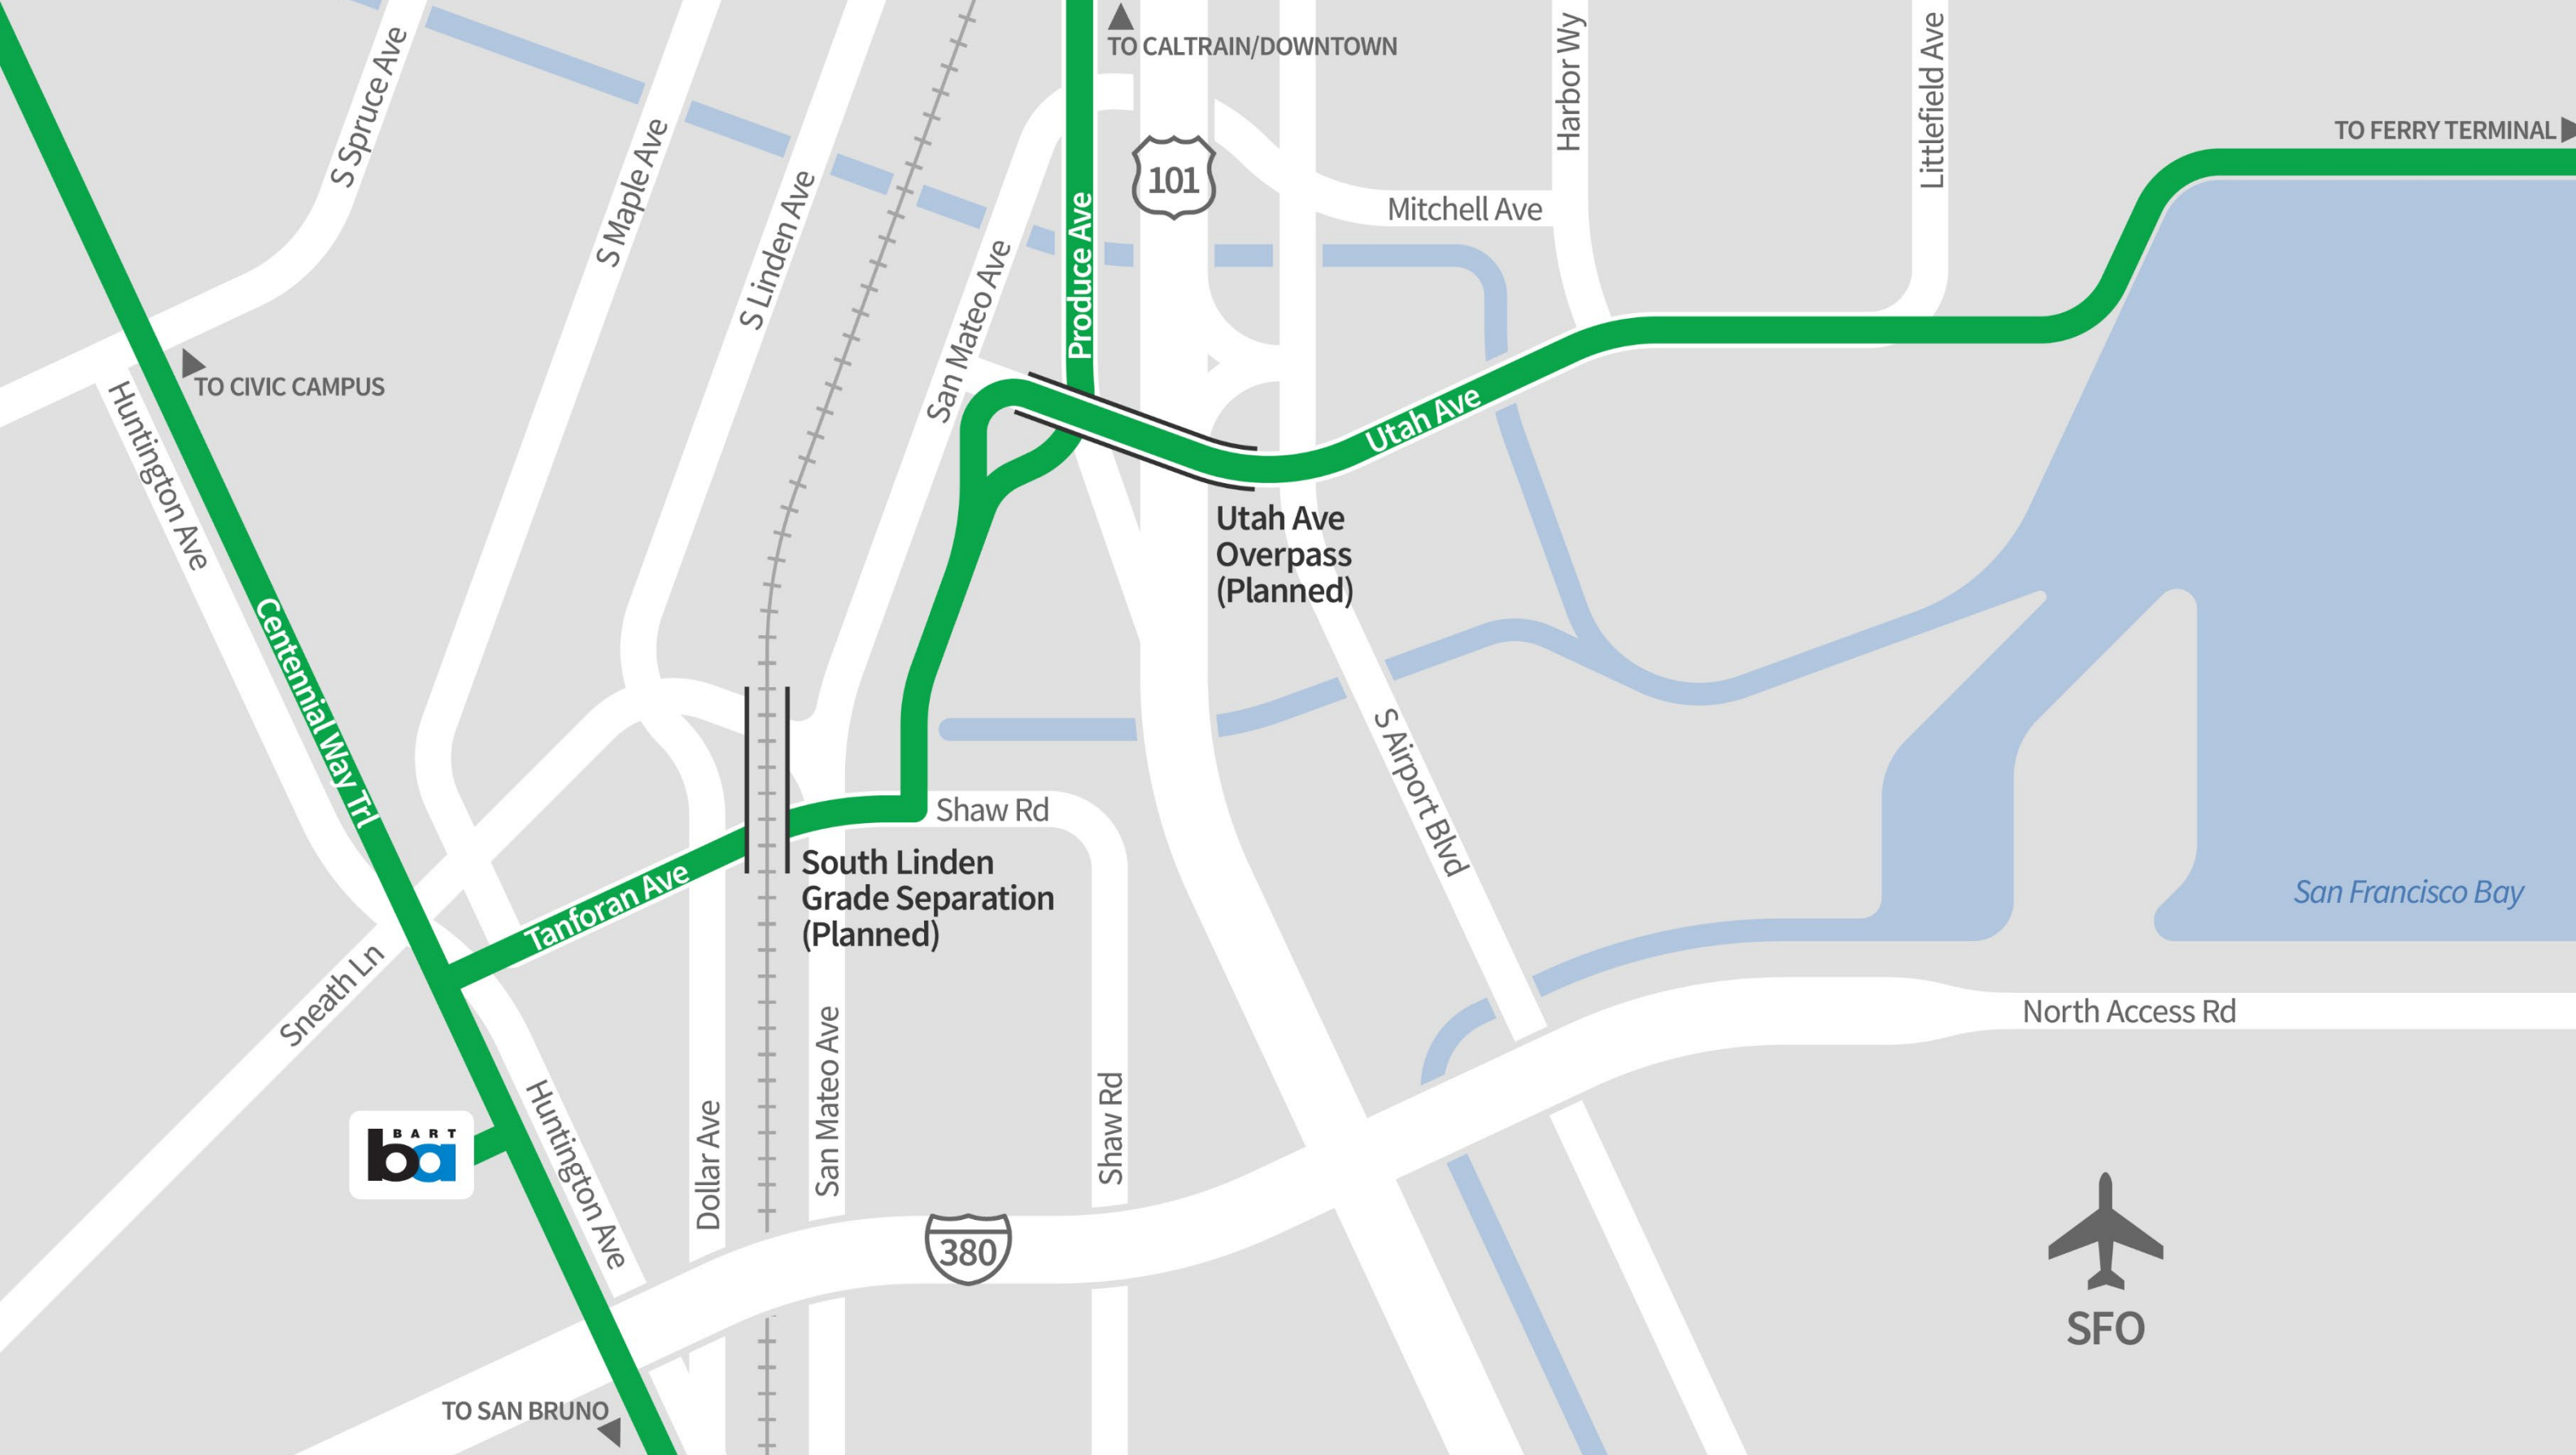 TO CALTRAIN/DOWNTOWN
S Spruce Ave
S Maple Ave
S Linden Ave
San Mateo Ave
Produce Ave
101
Harbor Wy
Mitchell Ave
Littlefield Ave
TO FERRY TERMINAL
TO CIVIC CAMPUS
Huntington Ave
Centennial Way Trl
Utah Ave
Utah Ave
Overpass
(Planned)
S Airport Blvd
Shaw Rd
South Linden
Grade Separation
(Planned)
Tanforan Ave
Sneath Ln
San Francisco Bay
North Access Rd
BART
ba
Huntington Ave
Dollar Ave
San Mateo Ave
Shaw Rd
380
SFO
TO SAN BRUNO